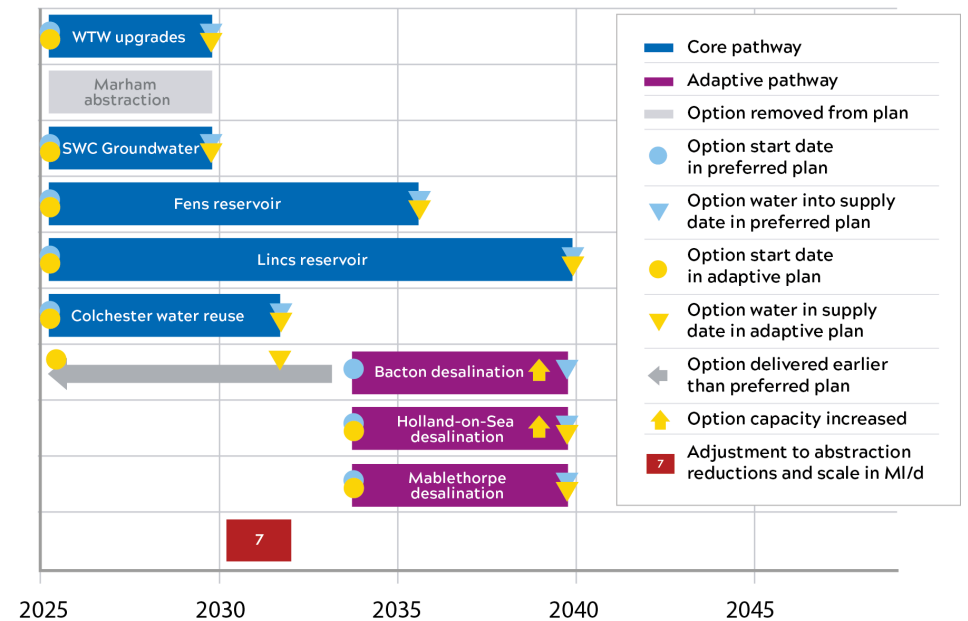 WTW upgrades
Marham
abstraction
SWC Groundwater
Fens reservoir
Lincs reservoir
Colchester water reuse
Bacton desalination
Holland-on-Sea
desalination
Mablethorpe
desalination
7
2025
2030
2035
2040
2045
Core pathway
Adaptive pathway
Option removed from plan
Option start date
in preferred plan
Option water into supply
date in preferred plan
Option start date
in adaptive plan
Option water in supply
date in adaptive plan
Option delivered earlier
than preferred plan
Option capacity increased
7
Adjustment to abstraction
reductions and scale in Ml/d